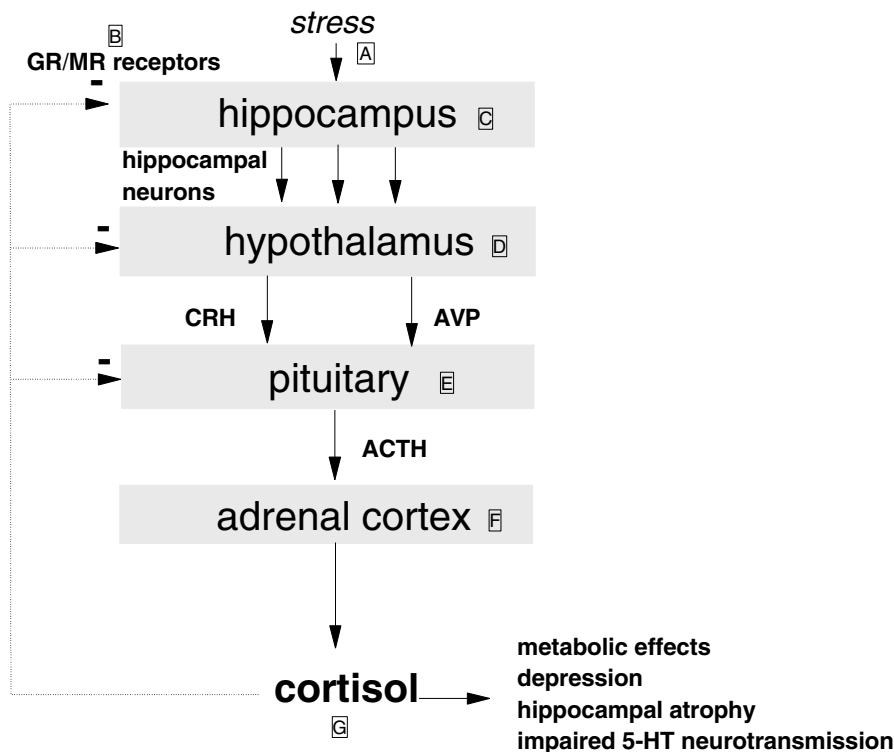 stress
B
A
GR/MR receptors
-
hippocampus C
hippocampal
neurons
-
hypothalamus D
CRH
AVP
-
pituitary E
ACTH
adrenal cortex F
metabolic effects
depression
cortisol
hippocampal atrophy
G
impaired 5-HT neurotransmission